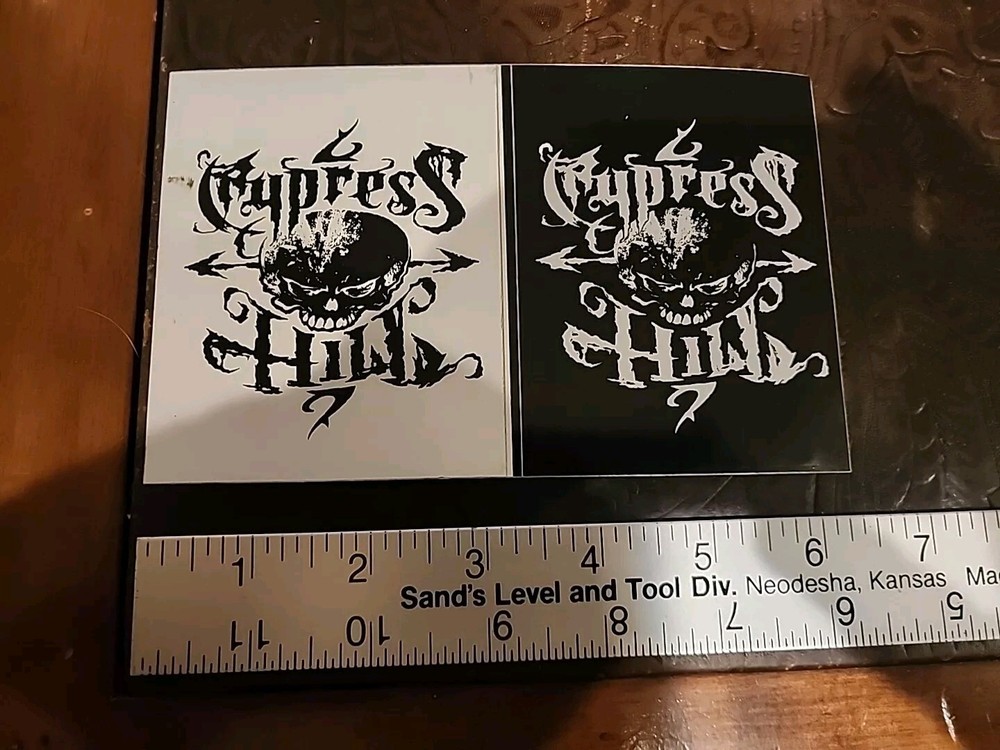 Cypress
Hill
Cypress
Hill
1 2 3 4 5 6 7
Sand's Level and Tool Div. Neodesha, Kansas
11 10 9 8 7 6 5